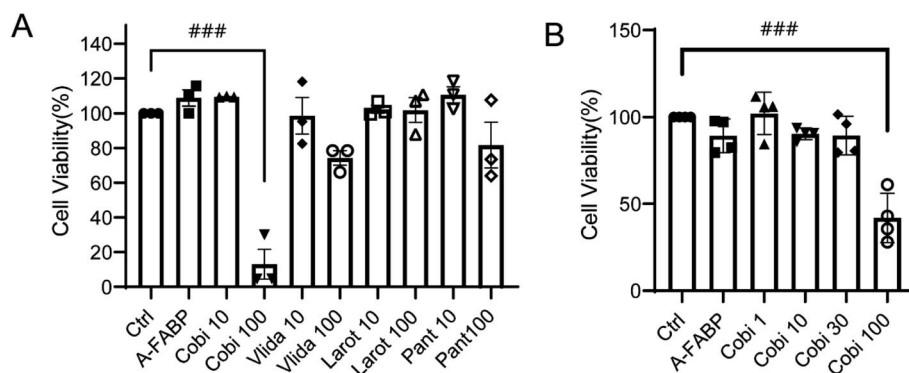 A
###
Cell Viability(%)
140
120
100
80
60
40
20
0
Ctrl
A-FABP
Cobi 10
Cobi 100
Vlida 10
Vlida 100
Larot 10
Larot 100
Pant 10
Pant100
B
###
Cell Viability(%)
150
100
50
0
Ctrl
A-FABP
Cobi 1
Cobi 10
Cobi 30
Cobi 100